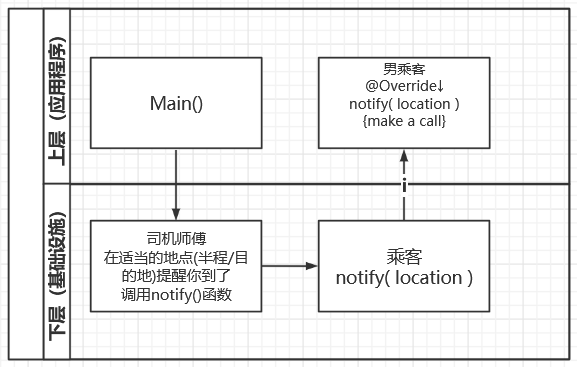 上层（应用程序）
Main()
男乘客
@Override↓
notify( location )
{make a call}
i
下层（基础设施）
司机师傅
在适当的地点(半程/目
的地)提醒你到了
调用notify()函数
乘客
notify( location )